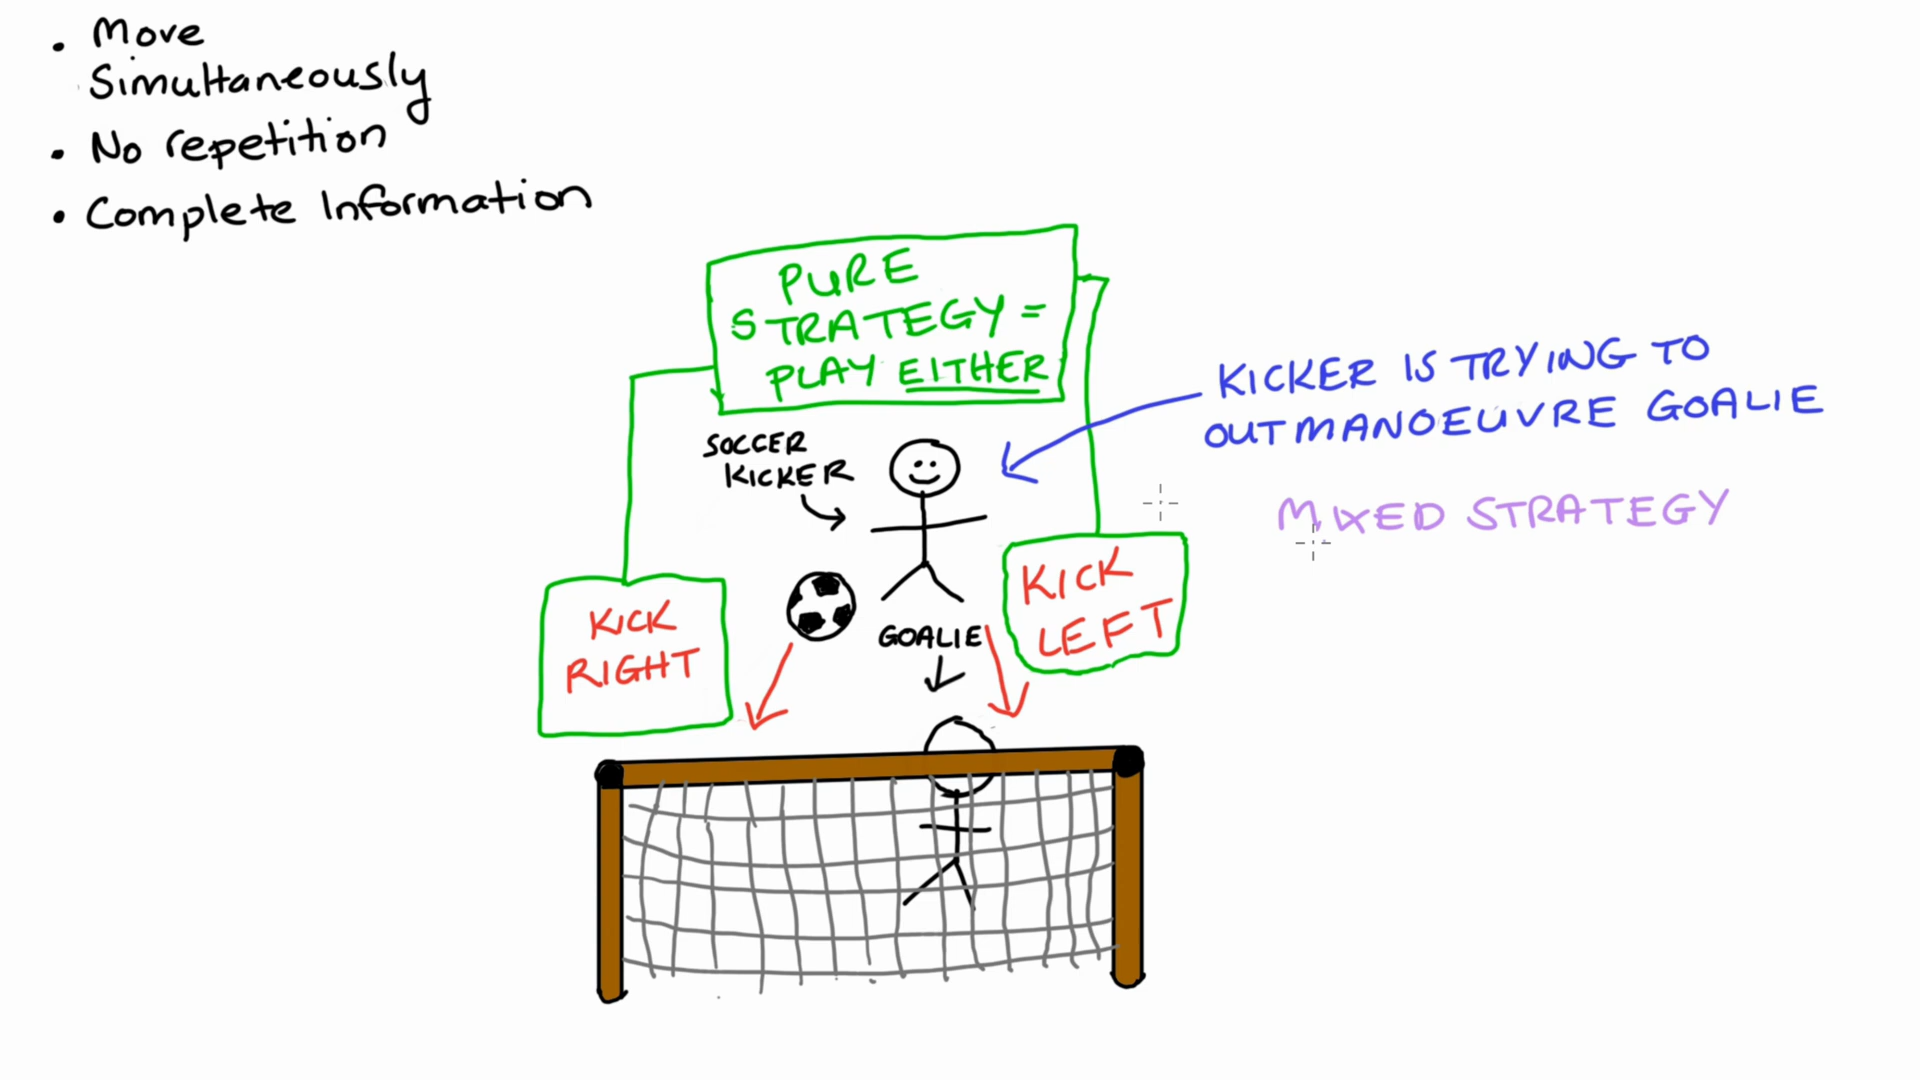 • Move
Simultaneously
• No repetition
• Complete Information
PURE
STRATEGY =
PLAY EITHER
KICKER IS TRYING TO
OUTMANOEUVRE GOALIE
SOCCER
KICKER
MIXED STRATEGY
KICK
LEFT
KICK
RIGHT
GOALIE